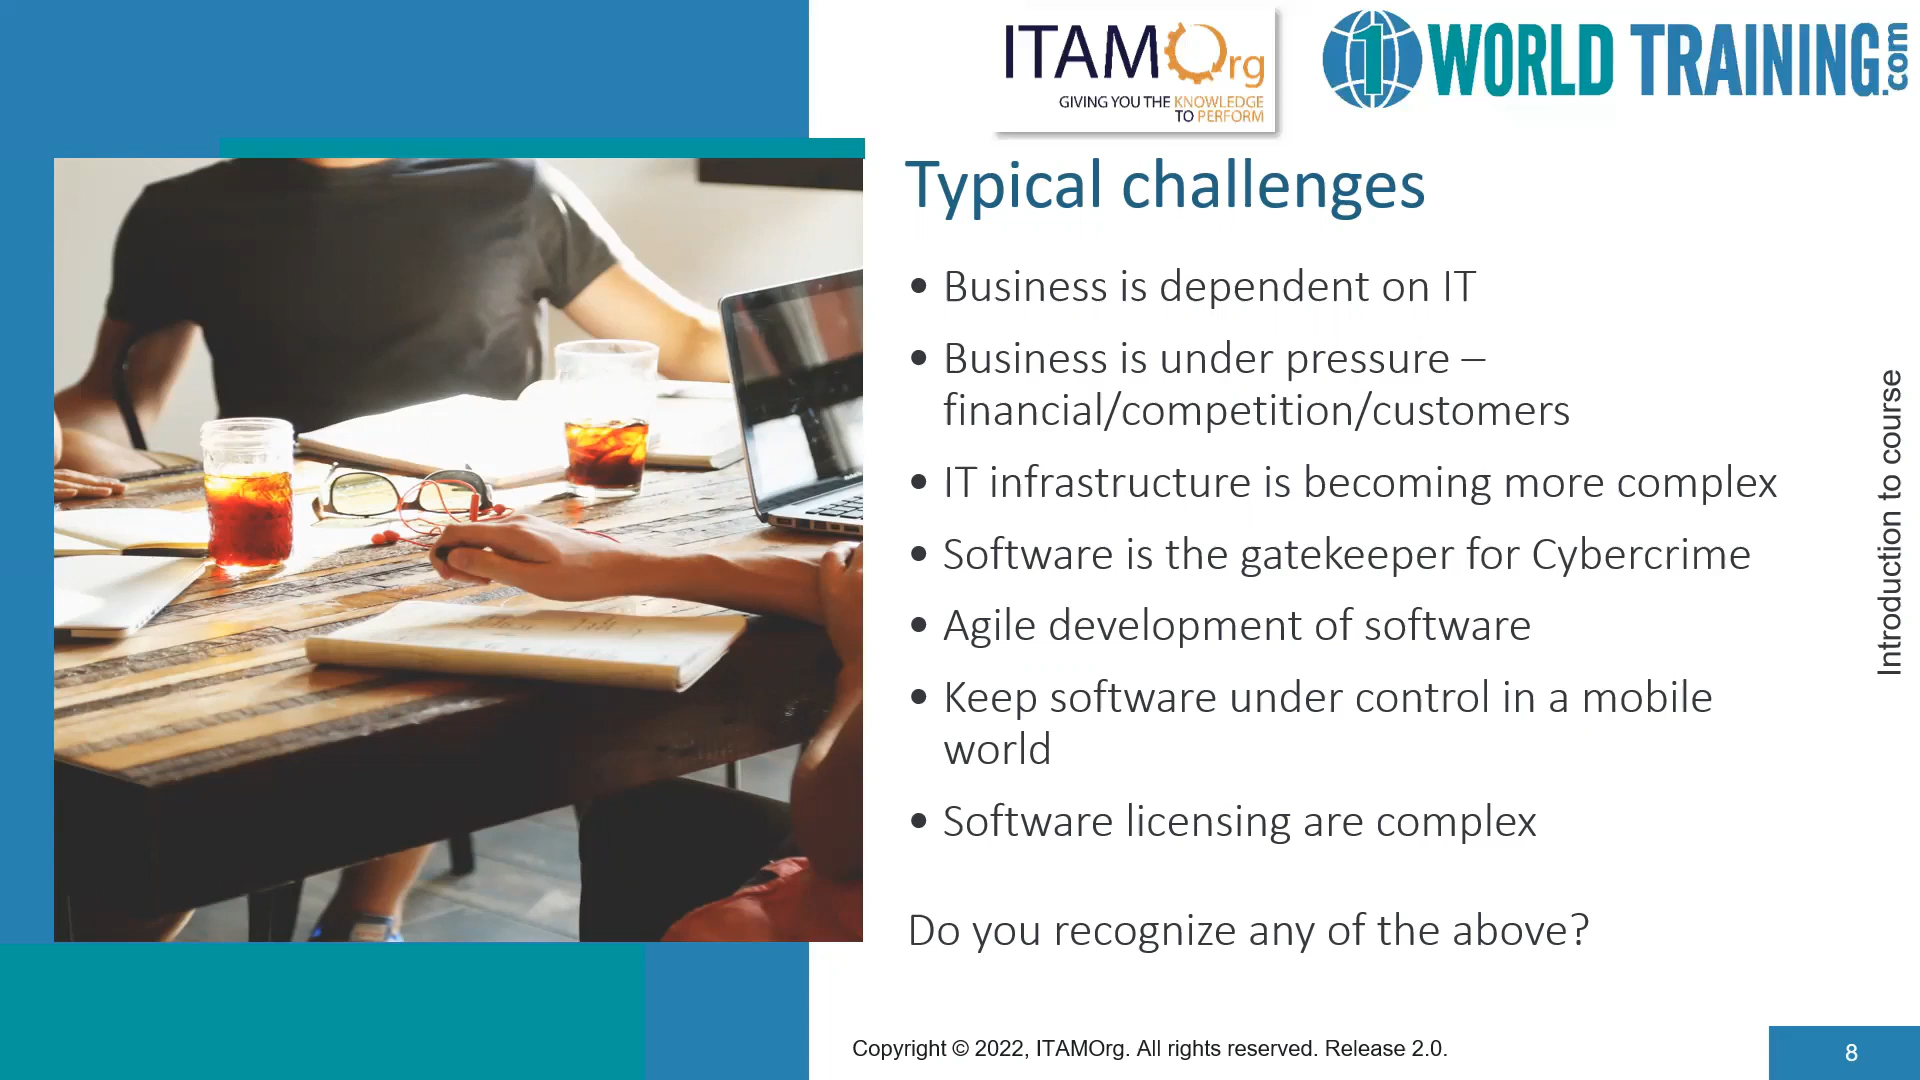 ITAMOrg
GIVING YOU THE KNOWLEDGE
TO PERFORM
1 WORLD TRAINING.com
Typical challenges
• Business is dependent on IT
• Business is under pressure –
financial/competition/customers
• IT infrastructure is becoming more complex
• Software is the gatekeeper for Cybercrime
• Agile development of software
• Keep software under control in a mobile
world
• Software licensing are complex
Do you recognize any of the above?
Introduction to course
Copyright © 2022, ITAMOrg. All rights reserved. Release 2.0.
8